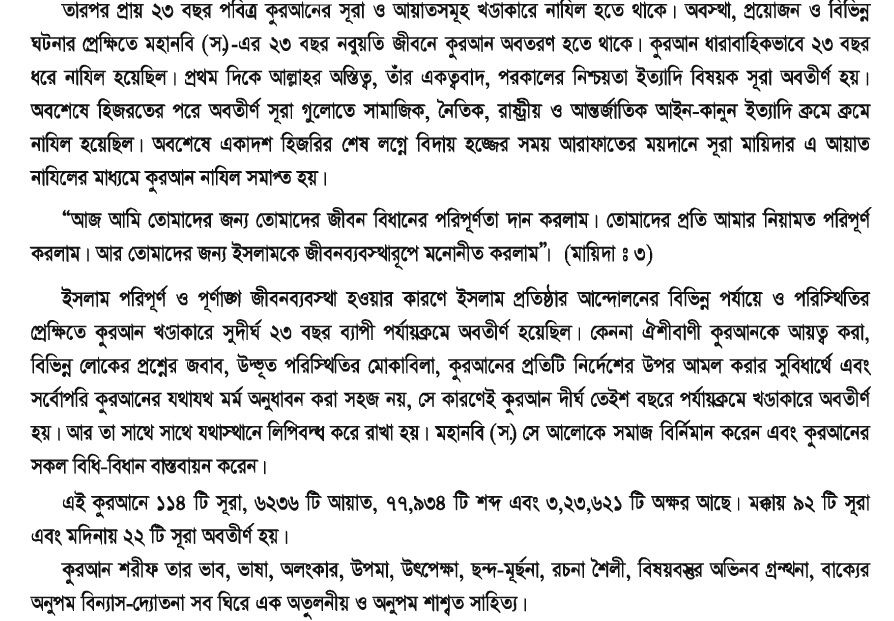 তারপর প্রায় ২৩ বছর পবিত্র কুরআনের সূরা ও আয়াতসমূহ খণ্ডাকারে নাযিল হতে থাকে। অবস্থা, প্রয়োজন ও বিভিন্ন
ঘটনার প্রেক্ষিতে মহানবি (স.)-এর ২৩ বছর নবুয়তি জীবনে কুরআন অবতরণ হতে থাকে। কুরআন ধারাবাহিকভাবে ২৩ বছর
ধরে নাযিল হয়েছিল। প্রথম দিকে আল্লাহর অস্তিত্ব, তাঁর একত্ববাদ, পরকালের নিশ্চয়তা ইত্যাদি বিষয়ক সূরা অবতীর্ণ হয়।
অবশেষে হিজরতের পরে অবতীর্ণ সূরা গুলোতে সামাজিক, নৈতিক, রাষ্ট্রীয় ও আন্তর্জাতিক আইন-কানুন ইত্যাদি ক্রমে ক্রমে
নাযিল হয়েছিল। অবশেষে একাদশ হিজরির শেষ লগ্নে বিদায় হজ্জের সময় আরাফাতের ময়দানে সূরা মায়িদার এ আয়াত
নাযিলের মাধ্যমে কুরআন নাযিল সমাপ্ত হয়।
“আজ আমি তোমাদের জন্য তোমাদের জীবন বিধানের পরিপূর্ণতা দান করলাম। তোমাদের প্রতি আমার নিয়ামত পরিপূর্ণ
করলাম। আর তোমাদের জন্য ইসলামকে জীবনব্যবস্থারূপে মনোনীত করলাম”। (মায়িদা ঃ ৩)
ইসলাম পরিপূর্ণ ও পূর্ণাঙ্গ জীবনব্যবস্থা হওয়ার কারণে ইসলাম প্রতিষ্ঠার আন্দোলনের বিভিন্ন পর্যায়ে ও পরিস্থিতির
প্রেক্ষিতে কুরআন খণ্ডাকারে সুদীর্ঘ ২৩ বছর ব্যাপী পর্যায়ক্রমে অবতীর্ণ হয়েছিল। কেননা ঐশীবাণী কুরআনকে আয়ত্ব করা,
বিভিন্ন লোকের প্রশ্নের জবাব, উদ্ভূত পরিস্থিতির মোকাবিলা, কুরআনের প্রতিটি নির্দেশের উপর আমল করার সুবিধার্থে এবং
সর্বোপরি কুরআনের যথাযথ মর্ম অনুধাবন করা সহজ নয়, সে কারণেই কুরআন দীর্ঘ তেইশ বছরে পর্যায়ক্রমে খণ্ডাকারে অবতীর্ণ
হয়। আর তা সাথে সাথে যথাস্থানে লিপিবদ্ধ করে রাখা হয়। মহানবি (স.) সে আলোকে সমাজ বির্নিমান করেন এবং কুরআনের
সকল বিধি-বিধান বাস্তবায়ন করেন।
এই কুরআনে ১১৪ টি সূরা, ৬২৩৬ টি আয়াত, ৭৭,৯৩৪ টি শব্দ এবং ৩,২৩,৬২১ টি অক্ষর আছে। মক্কায় ৯২ টি সূরা
এবং মদিনায় ২২ টি সূরা অবতীর্ণ হয়।
কুরআন শরীফ তার ভাব, ভাষা, অলংকার, উপমা, উৎপেক্ষা, ছন্দ-মূর্ছনা, রচনা শৈলী, বিষয়বস্তুর অভিনব গ্রন্থনা, বাক্যের
অনুপম বিন্যাস-দ্যোতনা সব ঘিরে এক অতুলনীয় ও অনুপম শাশ্বত সাহিত্য।